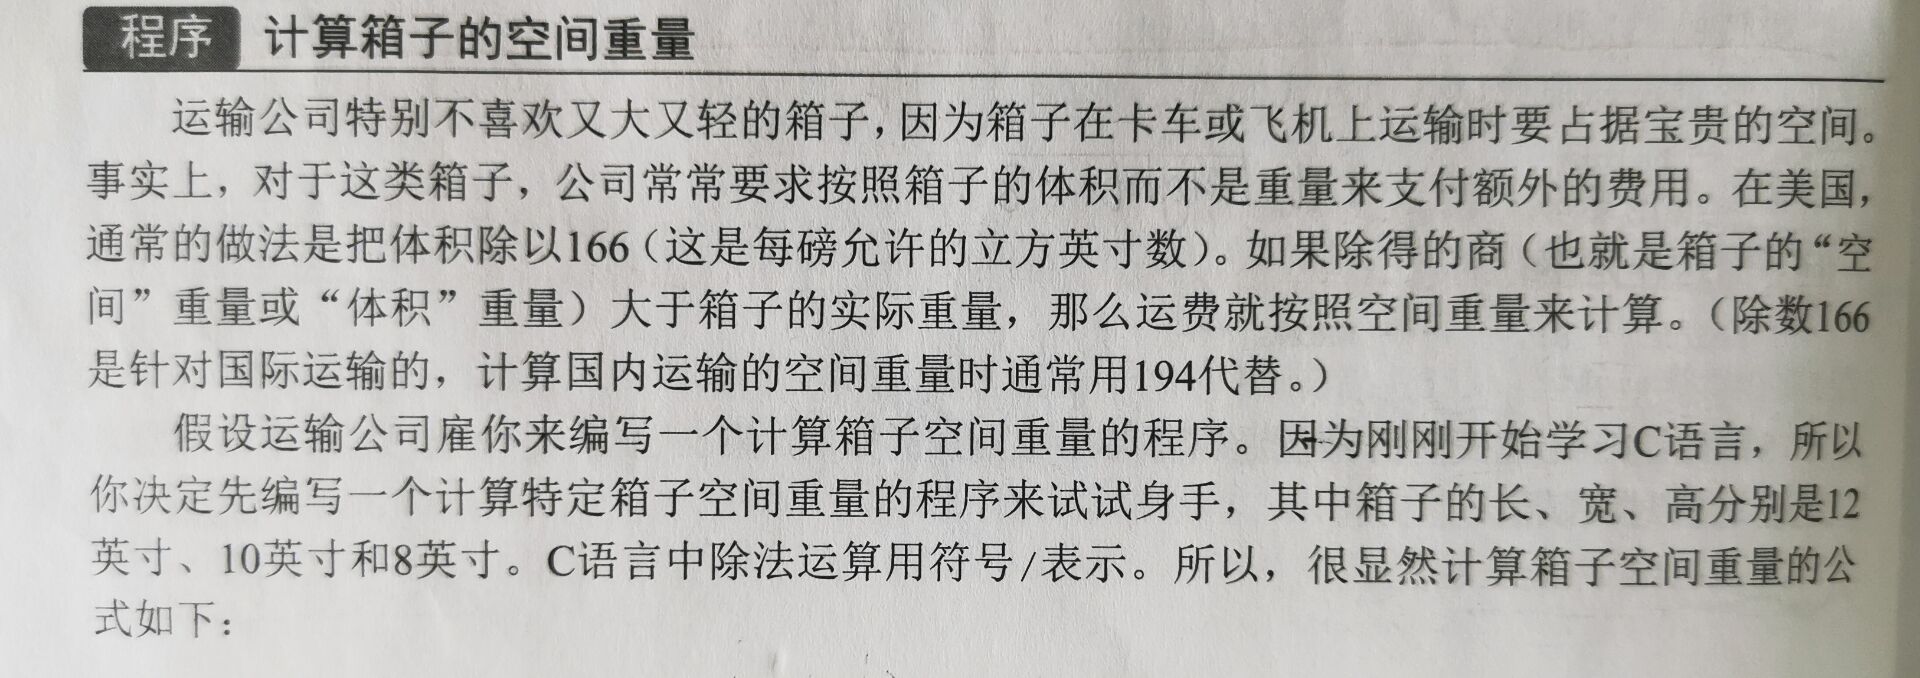 程序 计算箱子的空间重量
运输公司特别不喜欢又大又轻的箱子，因为箱子在卡车或飞机上运输时要占据宝贵的空间。
事实上，对于这类箱子，公司常常要求按照箱子的体积而不是重量来支付额外的费用。在美国，
通常的做法是把体积除以166（这是每磅允许的立方英寸数）。如果除得的商（也就是箱子的“空
间”重量或“体积”重量）大于箱子的实际重量，那么运费就按照空间重量来计算。（除数166
是针对国际运输的，计算国内运输的空间重量时通常用194代替。）
假设运输公司雇你来编写一个计算箱子空间重量的程序。因为刚刚开始学习C语言，所以
你决定先编写一个计算特定箱子空间重量的程序来试试身手，其中箱子的长、宽、高分别是12
英寸、10英寸和8英寸。C语言中除法运算用符号/表示。所以，很显然计算箱子空间重量的公
式如下：